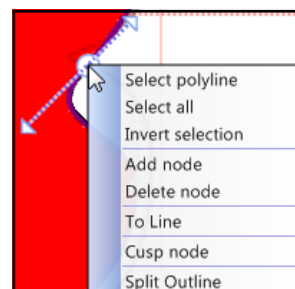 Select polyline
Select all
Invert selection
Add node
Delete node
To Line
Cusp node
Split Outline